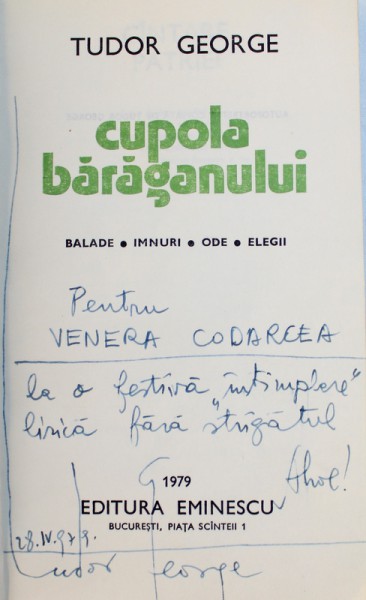 TUDOR GEORGE
cupola
bărăganului
BALADE • IMNURI • ODE • ELEGII
Pentru
VENERA CODARCEA
la o festivă „întîmplare"
lirică fără „strigătul
Ahoe!
1979
EDITURA EMINESCU
BUCUREȘTI, PIAȚA SCÎNTEII 1
28.IV.979.
Tudor George